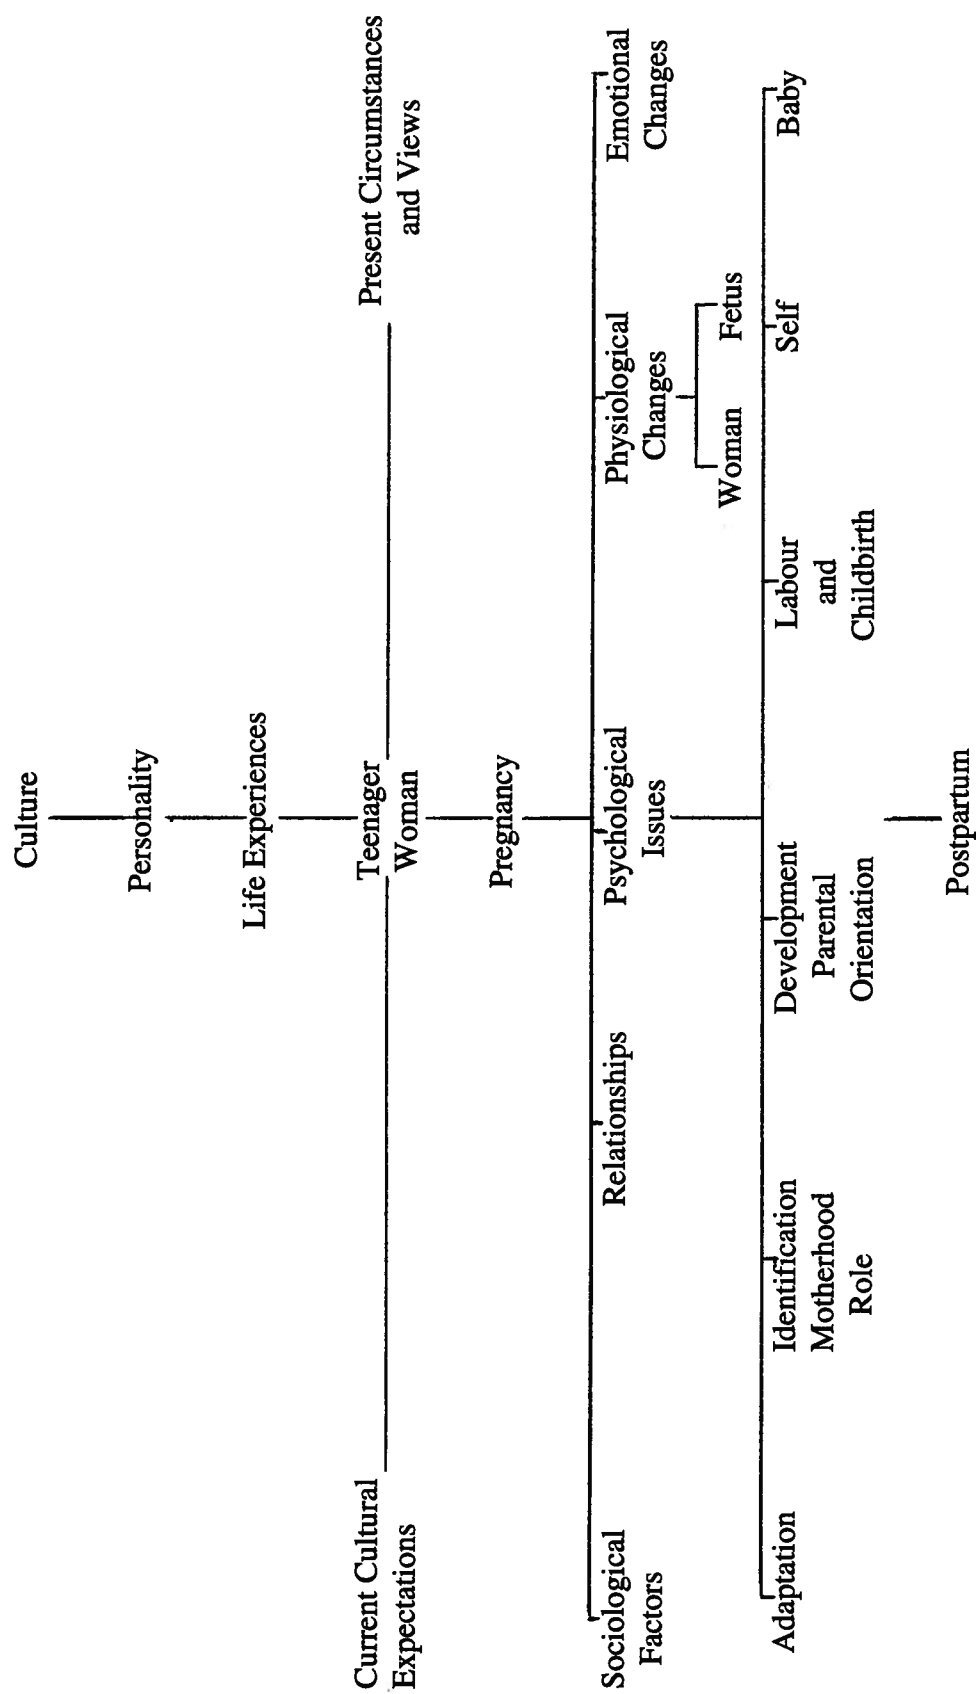 Culture
Personality
Life Experiences
Current Cultural
Expectations
Teenager
Woman
Present Circumstances
and Views
Pregnancy
Sociological
Factors
Relationships
Psychological
Issues
Physiological
Changes
Emotional
Changes
Woman
Fetus
Adaptation
Identification
Motherhood
Role
Development
Parental
Orientation
Labour
and
Childbirth
Self
Baby
Postpartum